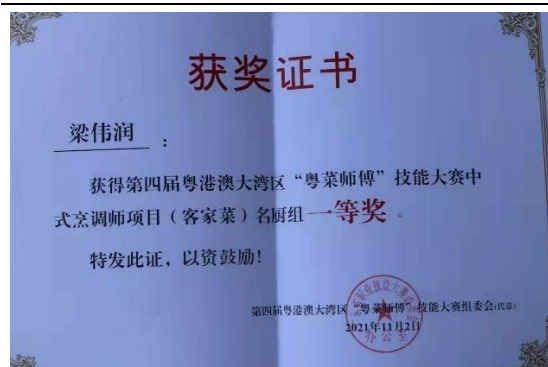 获奖证书
梁伟润 :
获得第四届粤港澳大湾区“粤菜师傅”技能大赛中
式烹调师项目(客家菜)名厨组一等奖。
特发此证,以资鼓励!
第四届粤港澳大湾区“粤菜师傅”技能大赛组委会(代章)
2021年11月2日
办公室